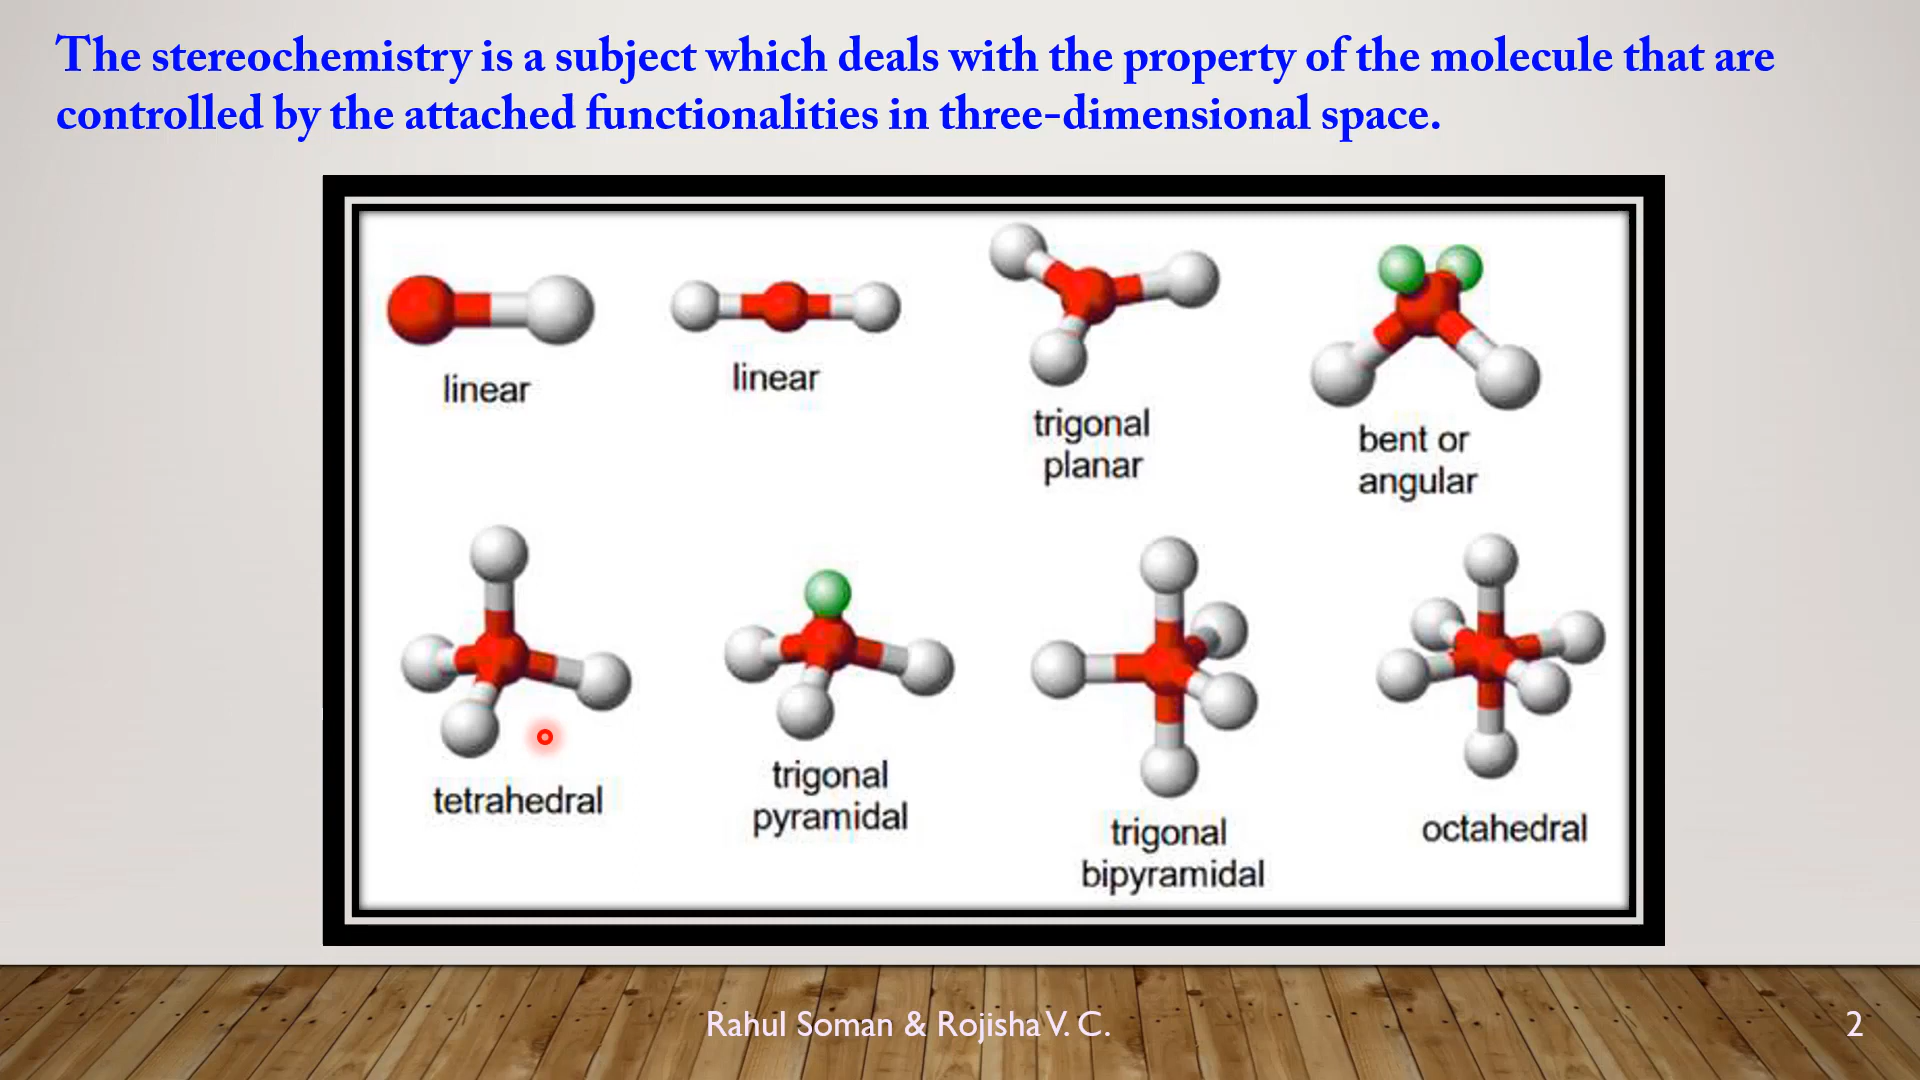 The stereochemistry is a subject which deals with the property of the molecule that are
controlled by the attached functionalities in three-dimensional space.
linear
linear
trigonal
planar
bent or
angular
tetrahedral
trigonal
pyramidal
trigonal
bipyramidal
octahedral
Rahul Soman & Rojisha V. C.
2